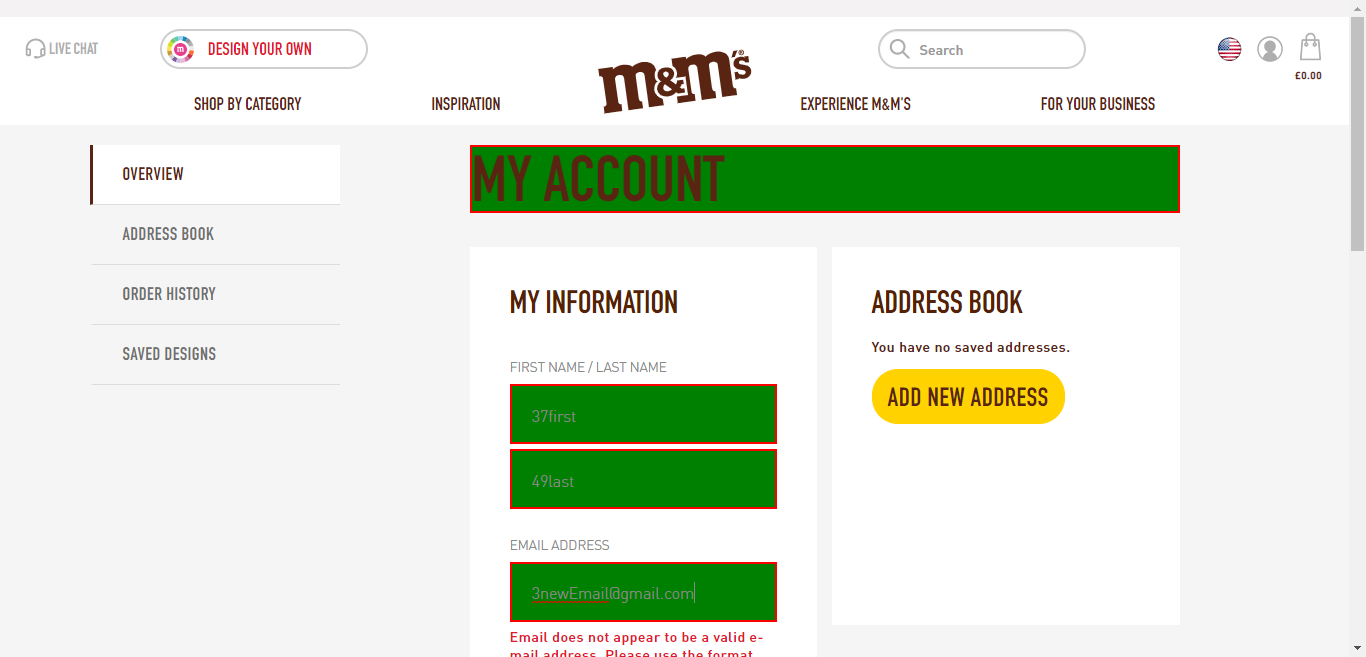 LIVE CHAT
DESIGN YOUR OWN
m&m's®
Search
£0.00
SHOP BY CATEGORY
INSPIRATION
EXPERIENCE M&M'S
FOR YOUR BUSINESS
OVERVIEW
ADDRESS BOOK
ORDER HISTORY
SAVED DESIGNS
MY ACCOUNT
MY INFORMATION
FIRST NAME / LAST NAME
37first
49last
EMAIL ADDRESS
3newEmail@gmail.com
Email does not appear to be a valid e-
mail address. Please use the format
ADDRESS BOOK
You have no saved addresses.
ADD NEW ADDRESS